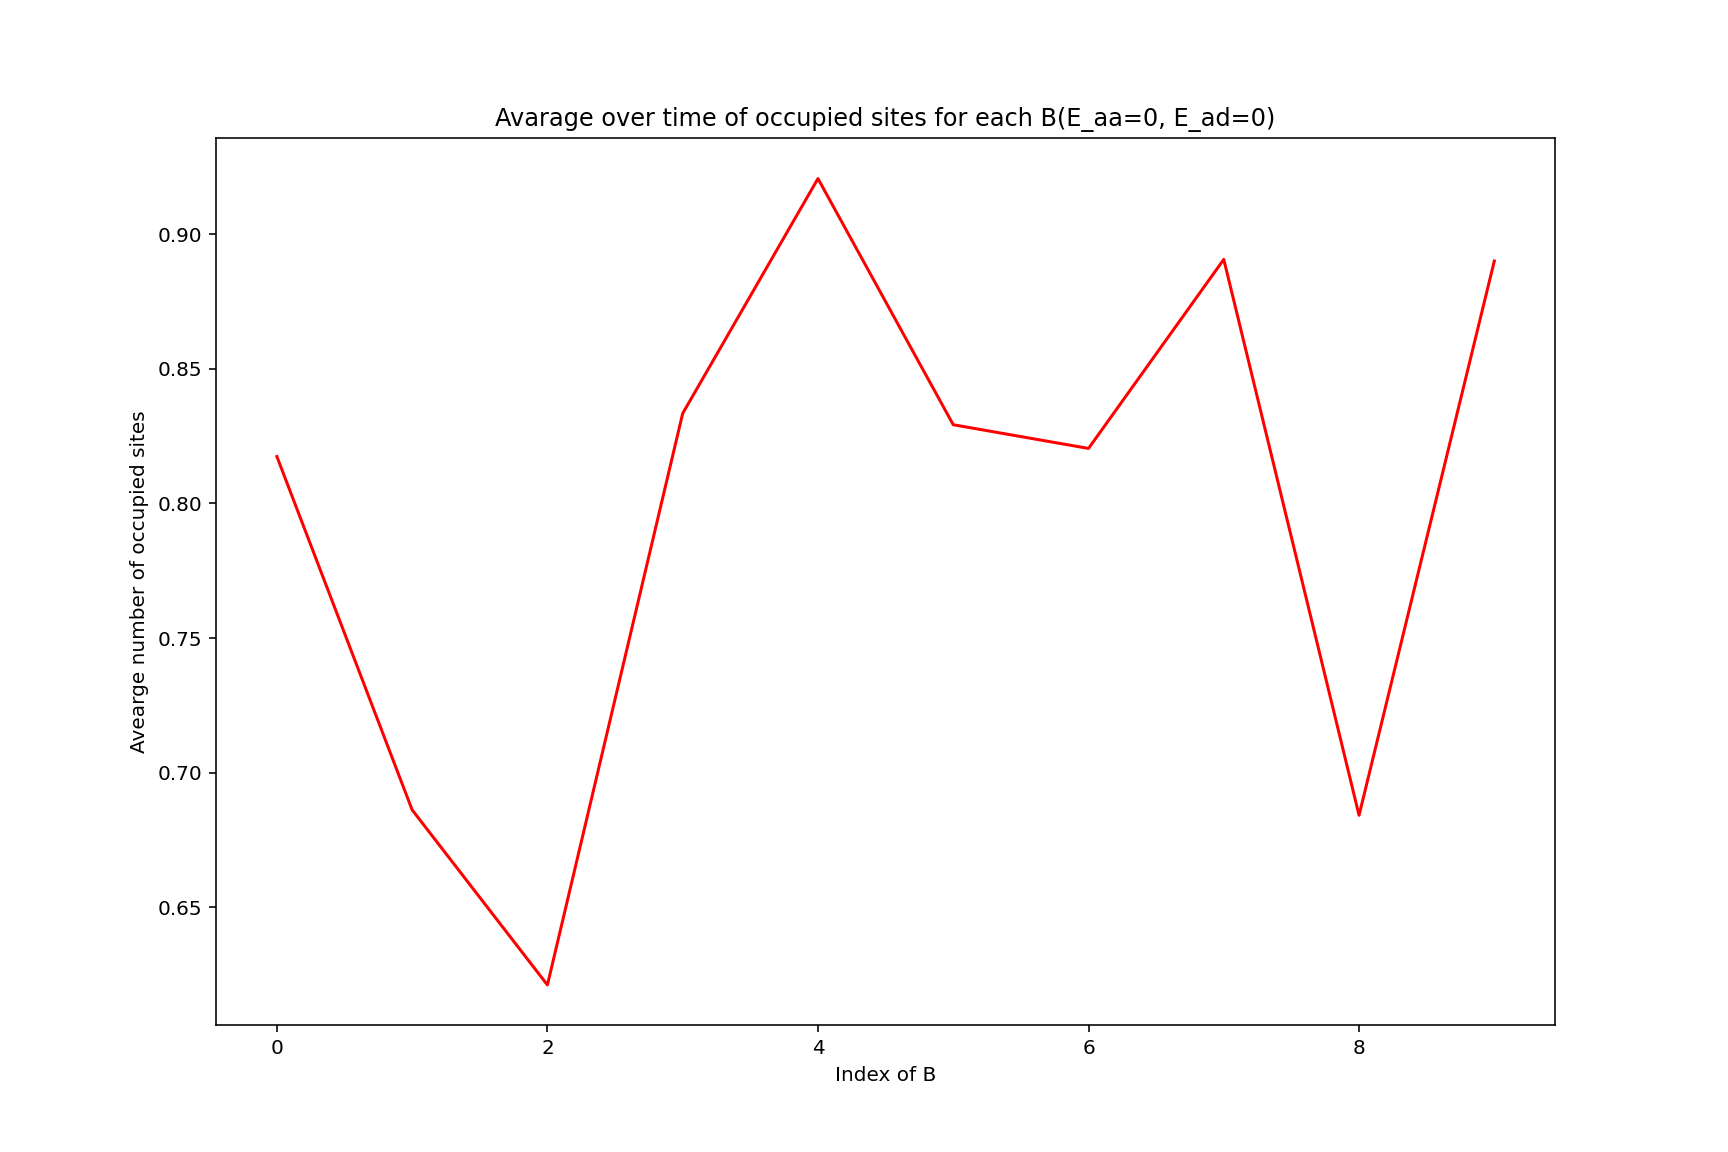 Avarage over time of occupied sites for each B(E_aa=0, E_ad=0)
Avearge number of occupied sites
0.90
0.85
0.80
0.75
0.70
0.65
0 2 4 6 8
Index of B